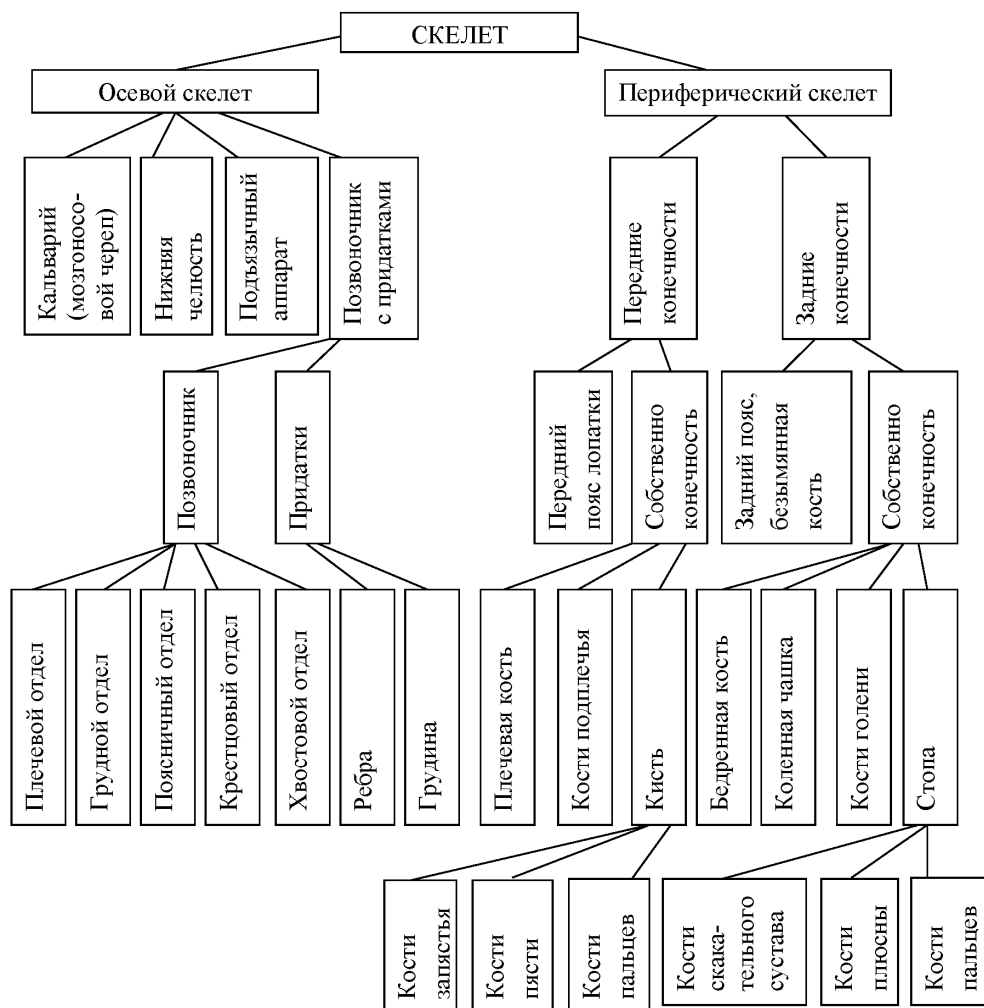 СКЕЛЕТ
Осевой скелет
Периферический скелет
Кальварий
(мозгоносо-
вой череп)
Нижняя
челюсть
Подъязычный
аппарат
Позвоночник
с придатками
Передние
конечности
Задние
конечности
Позвоночник
Придатки
Передний
пояс лопатки
Собственно
конечность
Задний пояс,
безымянная
кость
Собственно
конечность
Плечевой отдел
Грудной отдел
Поясничный отдел
Крестцовый отдел
Хвостовой отдел
Ребра
Грудина
Плечевая кость
Кости подплечья
Кисть
Бедренная кость
Коленная чашка
Кости голени
Стопа
Кости
запястья
Кости
пясти
Кости
пальцев
Кости
скака-
тельного
сустава
Кости
плюсны
Кости
пальцев